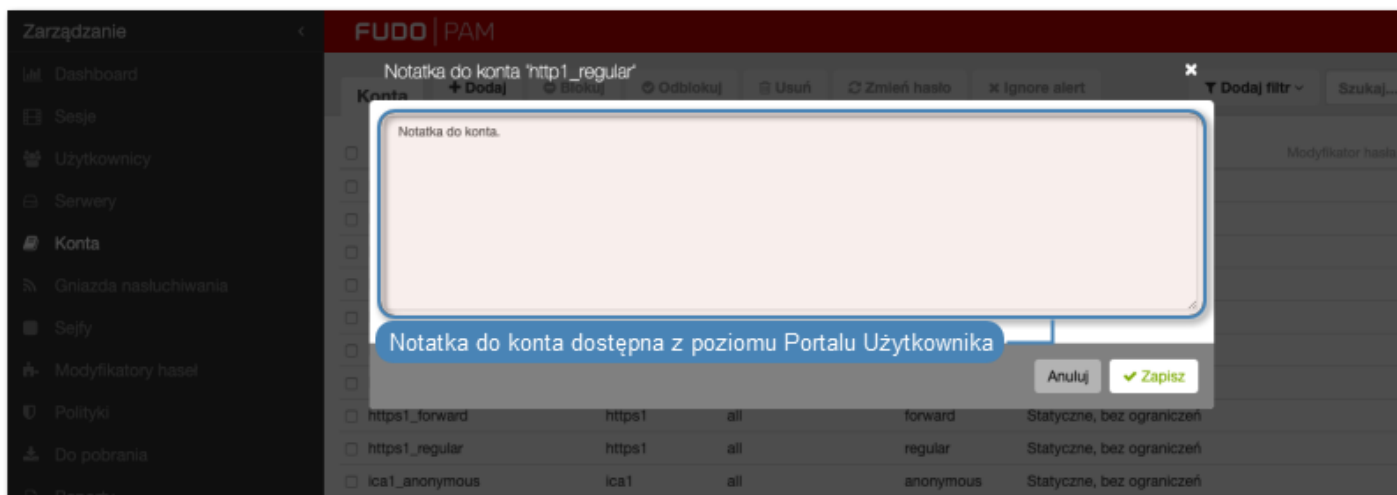 Zarządzanie
FUDO PAM
Dashboard
Sesje
Użytkownicy
Serwery
Konta
Gniazda nasłuchiwania
Sejfy
Modyfikatory haseł
Polityki
Do pobrania
Notatka do konta 'http1_regular'
Konta
+ Dodaj
Blokuj
Odblokuj
Usuń
Zmień hasło
Ignore alert
Dodaj filtr
Szukaj...
Modyfikator hasła
Notatka do konta.
Notatka do konta dostępna z poziomu Portalu Użytkownika
Anuluj
Zapisz
https1_forward https1 all forward Statyczne, bez ograniczeń
https1_regular https1 all regular Statyczne, bez ograniczeń
ica1_anonymous ica1 all anonymous Statyczne, bez ograniczeń